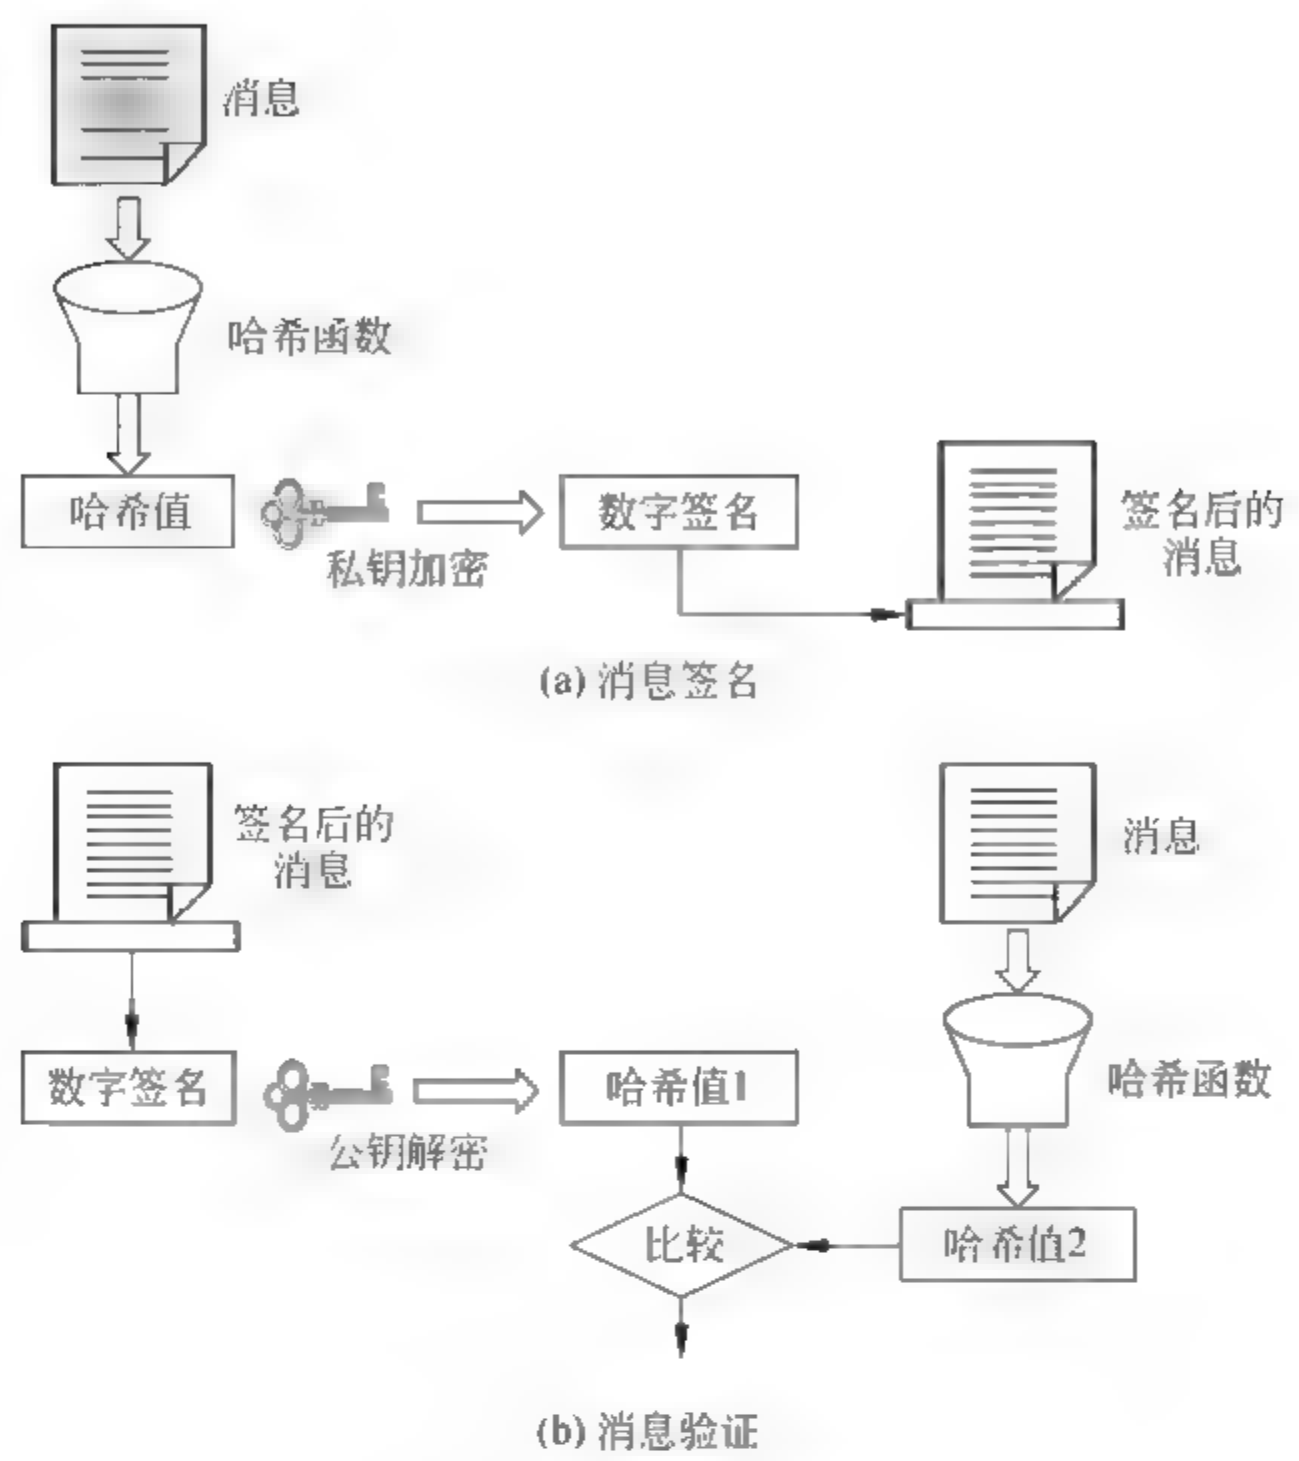 消息
哈希函数
哈希值
私钥加密
数字签名
签名后的
消息
(a) 消息签名
签名后的
消息
消息
数字签名
公钥解密
哈希值1
哈希函数
比较
哈希值2
(b) 消息验证